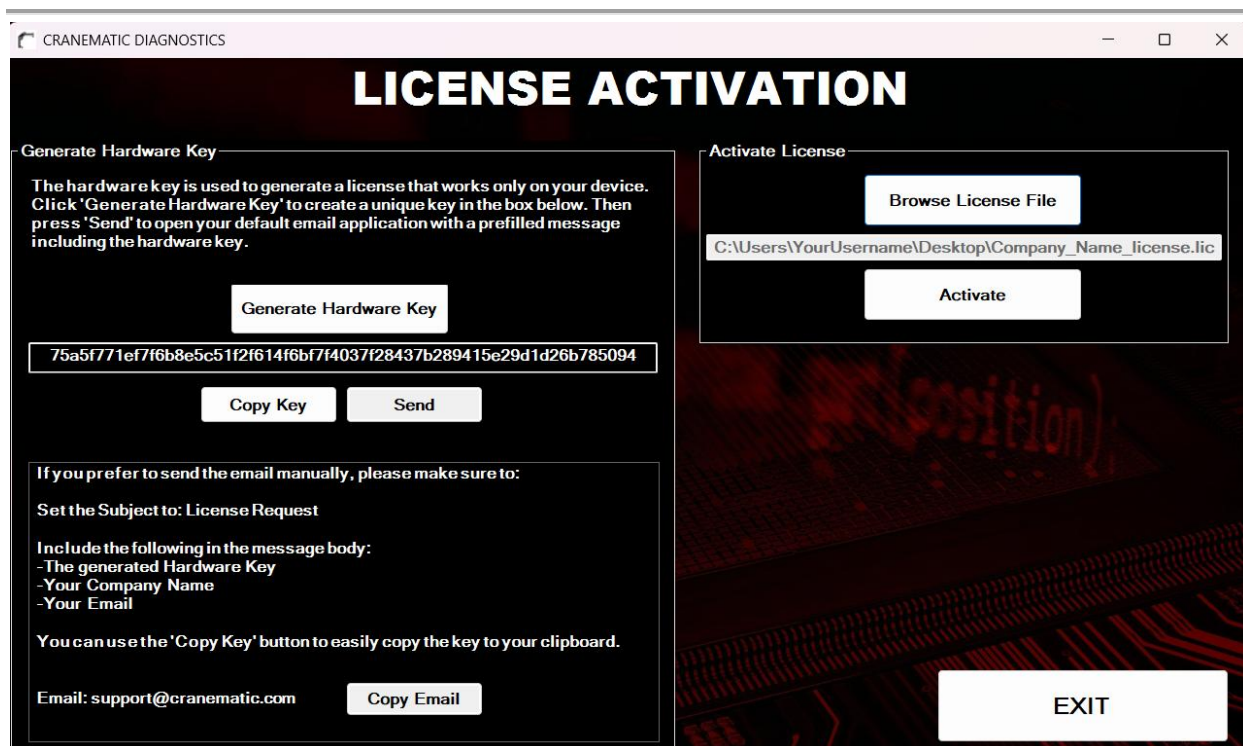 CRANEMATIC DIAGNOSTICS
LICENSE ACTIVATION
Generate Hardware Key
The hardware key is used to generate a license that works only on your device.
Click 'Generate Hardware Key' to create a unique key in the box below. Then
press 'Send' to open your default email application with a prefilled message
including the hardware key.
Generate Hardware Key
75a5f771ef7f6b8e5c51f2f614f6bf7f4037f28437b289415e29d1d26b785094
Copy Key
Send
If you prefer to send the email manually, please make sure to:
Set the Subject to: License Request
Include the following in the message body:
-The generated Hardware Key
-Your Company Name
-Your Email
You can use the 'Copy Key' button to easily copy the key to your clipboard.
Email: support@cranematic.com
Copy Email
Activate License
Browse License File
C:\Users\YourUsername\Desktop\Company_Name_license.lic
Activate
(position);
EXIT